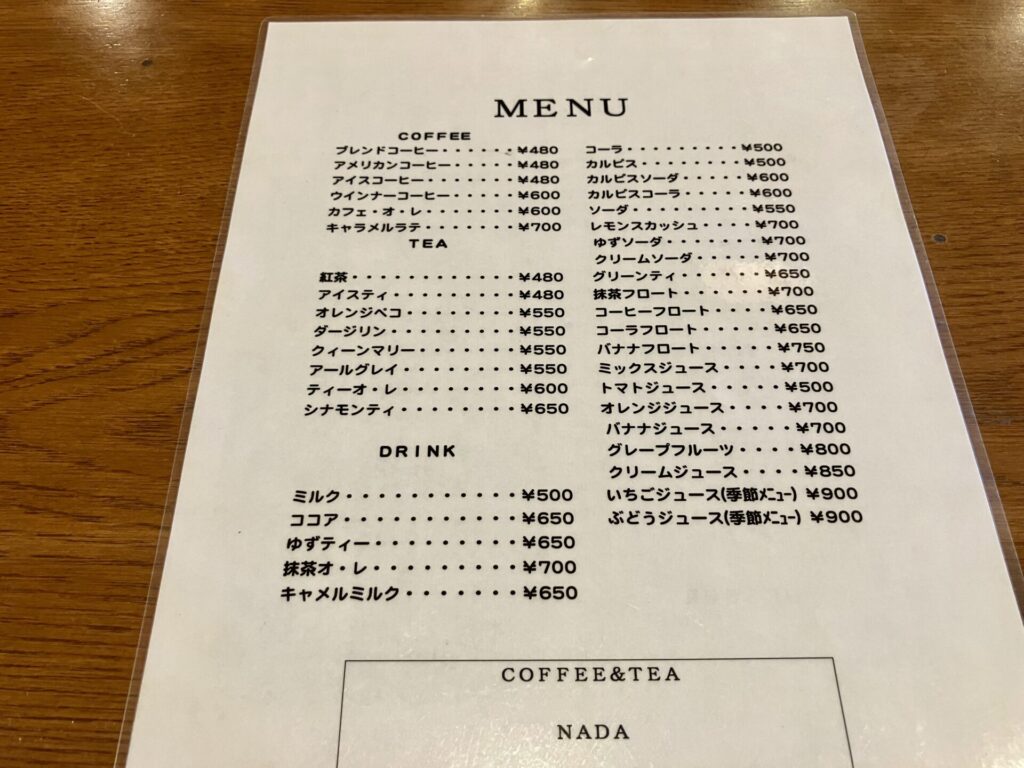 MENU
COFFEE
ブレンドコーヒー・・・・・・¥480
アメリカンコーヒー・・・・・¥480
アイスコーヒー・・・・・・・¥480
ウインナーコーヒー・・・・・¥600
カフェ・オ・レ・・・・・・・¥600
キャラメルラテ・・・・・・・¥700
TEA
紅茶・・・・・・・・・・・・¥480
アイスティ・・・・・・・・・¥480
オレンジペコ・・・・・・・・¥550
ダージリン・・・・・・・・・¥550
クィーンマリー・・・・・・・¥550
アールグレイ・・・・・・・・¥550
ティーオ・レ・・・・・・・・¥600
シナモンティ・・・・・・・・¥650
DRINK
ミルク・・・・・・・・・・・¥500
ココア・・・・・・・・・・・¥650
ゆずティー・・・・・・・・・¥650
抹茶オ・レ・・・・・・・・・¥700
キャメルミルク・・・・・・・¥650
コーラ・・・・・・・・・¥500
カルピス・・・・・・・・¥500
カルピスソーダ・・・・・¥600
カルピスコーラ・・・・・¥600
ソーダ・・・・・・・・・¥550
レモンスカッシュ・・・・¥700
ゆずソーダ・・・・・・・¥700
クリームソーダ・・・・・¥700
グリーンティ・・・・・・¥650
抹茶フロート・・・・・・¥700
コーヒーフロート・・・・¥650
コーラフロート・・・・・¥650
バナナフロート・・・・・¥750
ミックスジュース・・・・¥700
トマトジュース・・・・・¥500
オレンジジュース・・・・¥700
バナナジュース・・・・・¥700
グレープフルーツ・・・・¥800
クリームジュース・・・・¥850
いちごジュース(季節ﾒﾆｭｰ) ¥900
ぶどうジュース(季節ﾒﾆｭｰ) ¥900
COFFEE&TEA
NADA